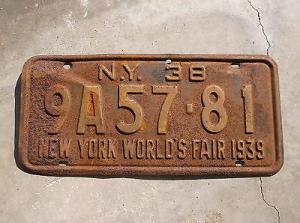 N.Y. 38
9A57·81
NEW YORK WORLD'S FAIR 1939